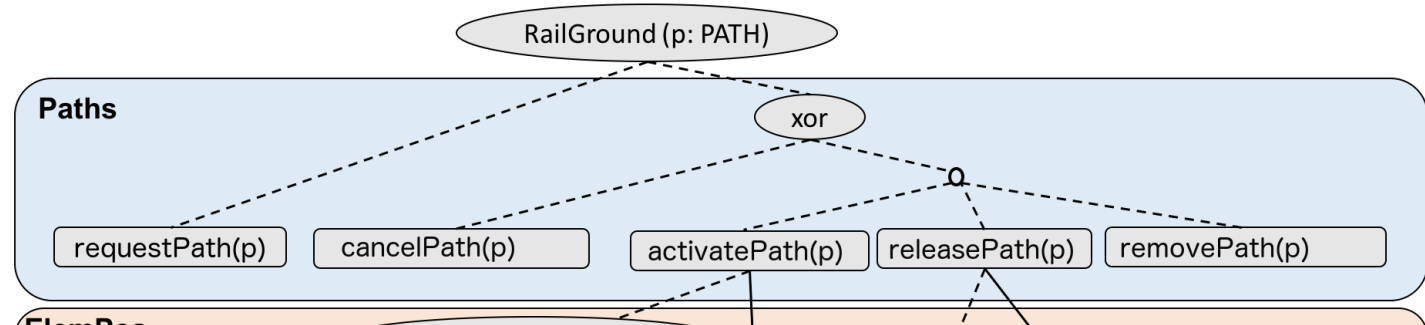 RailGround (p: PATH)
Paths
xor
requestPath(p)
cancelPath(p)
activatePath(p)
releasePath(p)
removePath(p)